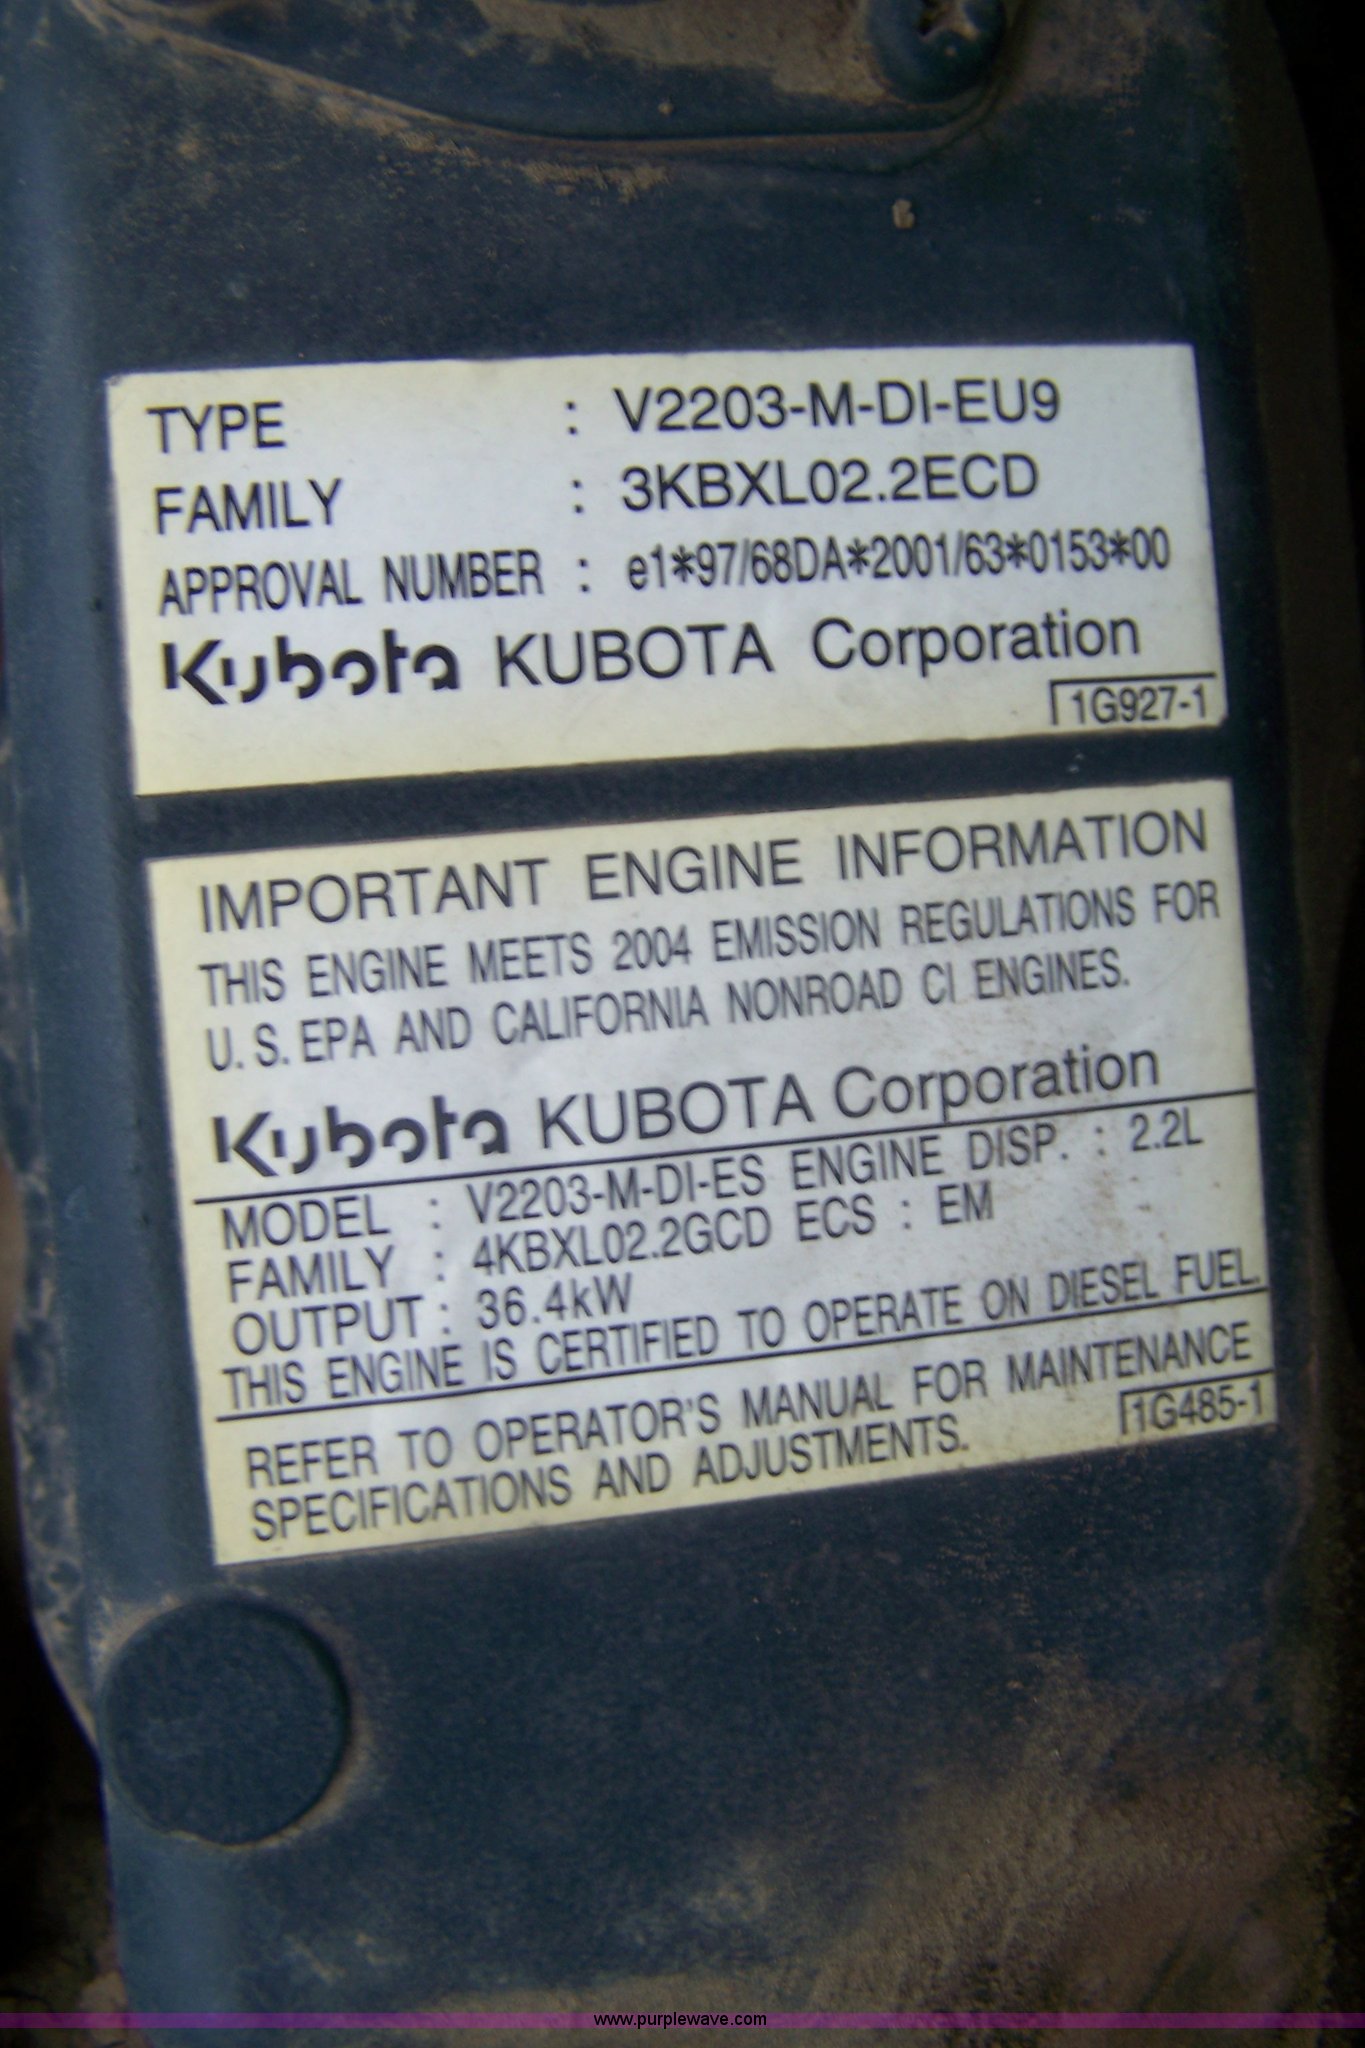 TYPE : V2203-M-DI-EU9
FAMILY : 3KBXL02.2ECD
APPROVAL NUMBER : e1*97/68DA*2001/63*0153*00
Kubota KUBOTA Corporation
1G927-1
IMPORTANT ENGINE INFORMATION
THIS ENGINE MEETS 2004 EMISSION REGULATIONS FOR
U.S.EPA AND CALIFORNIA NONROAD CI ENGINES.
Kubota KUBOTA Corporation
MODEL : V2203-M-DI-ES ENGINE DISP. : 2.2L
FAMILY : 4KBXL02.2GCD ECS : EM
OUTPUT : 36.4kW
THIS ENGINE IS CERTIFIED TO OPERATE ON DIESEL FUEL.
REFER TO OPERATOR'S MANUAL FOR MAINTENANCE
SPECIFICATIONS AND ADJUSTMENTS.
1G485-1
www.purplewave.com